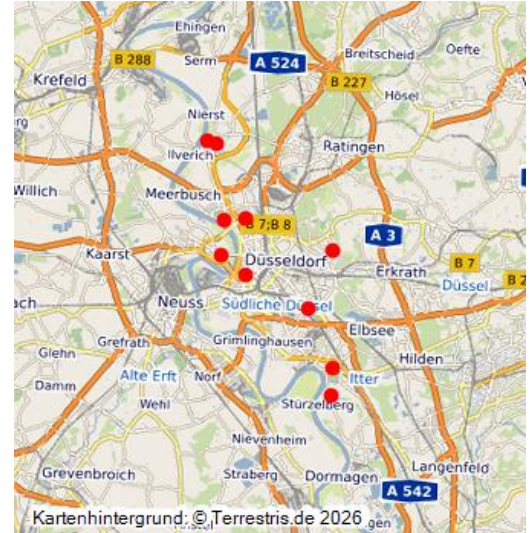 Ehingen
Oefte
Serm
Breitscheid
B 288
A 524
Krefeld
B 227
Hösel
Nierst
Ratingen
Ilverich
Willich
Meerbusch
B 7;B 8
A 3
Kaarst
Düsseldorf
B 7
Erkrath
Düssel
Neuss
Südliche Düssel
Elbsee
Grefrath
Grimlinghausen
Glehn
Hilden
Alte Erft
Norf
Itter
Damm
Wehl
Stürzelberg
Nievenheim
Grevenbroich
Langenfeld
Straberg
Dormagen
A 542
Kartenhintergrund: © Terrestris.de 2026